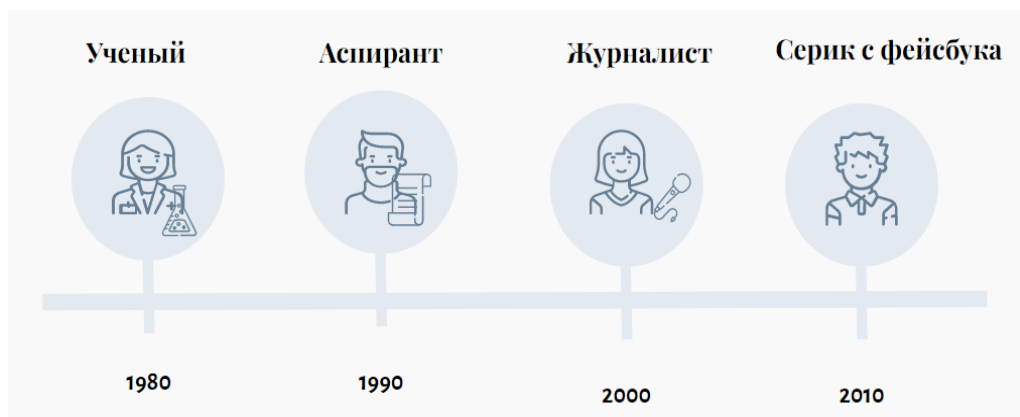 Ученый
Аспирант
Журналист
Серик с фейсбука
1980
1990
2000
2010